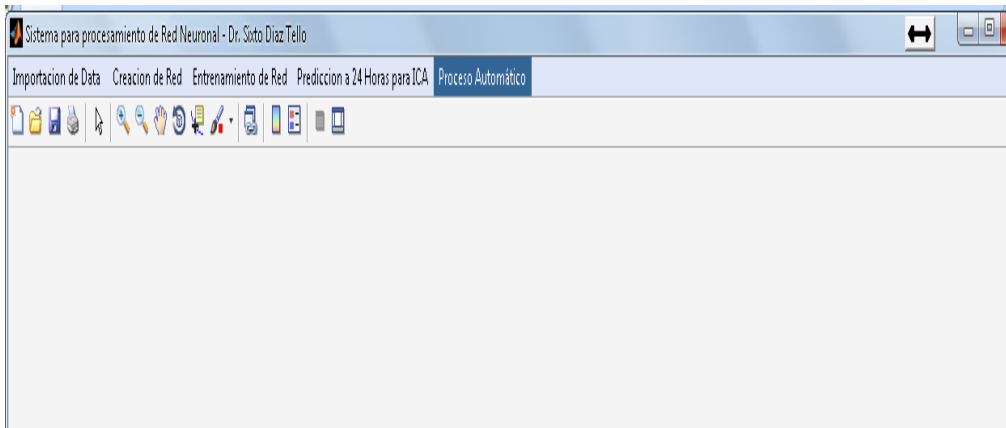 Sistema para procesamiento de Red Neuronal - Dr. Sixto Diaz Tello
Importacion de Data Creacion de Red Entrenamiento de Red Prediccion a 24 Horas para ICA Proceso Automático